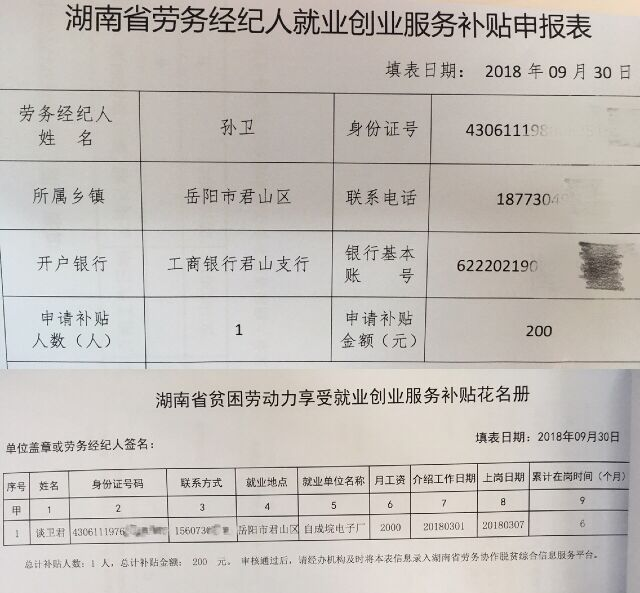 湖南省劳务经纪人就业创业服务补贴申报表
填表日期： 2018 年 09 月 30 日
劳务经纪人
姓 名
孙卫
身份证号
430611198
所属乡镇
岳阳市君山区
联系电话
187730
开户银行
工商银行君山支行
银行基本
账 号
622202190
申请补贴
人数（人）
1
申请补贴
金额（元）
200
湖南省贫困劳动力享受就业创业服务补贴花名册
单位盖章或劳务经纪人签名：
填表日期：2018年09月30日
序号 姓名 身份证号码 联系方式 就业地点 就业单位名称 月工资 介绍工作日期 上岗日期 累计在岗时间（个月）
甲 1 2 3 4 5 6 7 8 9
1 谈卫君 4306111976 156073 岳阳市君山区 自成垸电子厂 2000 20180301 20180307 6
总计补贴人数：1 人，总计补贴金额： 200 元。 审核通过后，请经办机构及时将本表信息录入湖南省劳务协作脱贫综合信息服务平台。